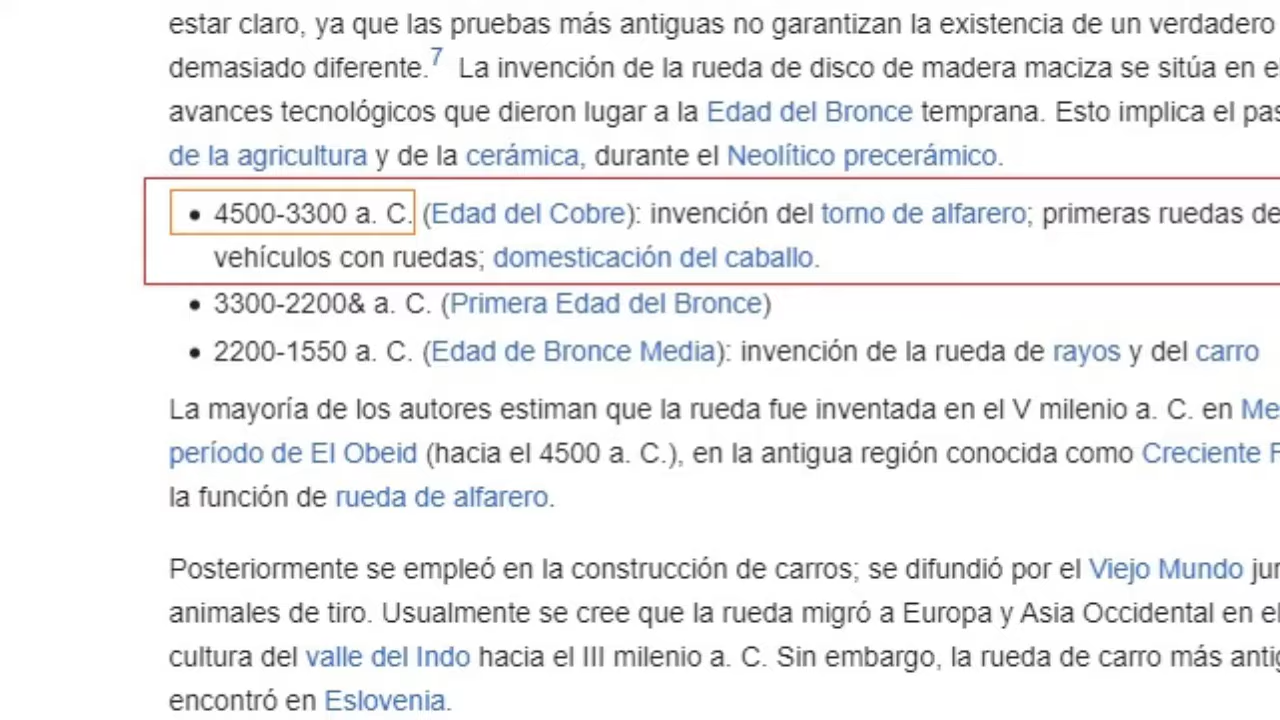 estar claro, ya que las pruebas más antiguas no garantizan la existencia de un verdadero
demasiado diferente.7 La invención de la rueda de disco de madera maciza se sitúa en
avances tecnológicos que dieron lugar a la Edad del Bronce temprana. Esto implica el
de la agricultura y de la cerámica, durante el Neolítico precerámico.
• 4500-3300 a. C. (Edad del Cobre): invención del torno de alfarero; primeras ruedas de
vehículos con ruedas; domesticación del caballo.
• 3300-2200& a. C. (Primera Edad del Bronce)
• 2200-1550 a. C. (Edad de Bronce Media): invención de la rueda de rayos y del carro
La mayoría de los autores estiman que la rueda fue inventada en el V milenio a. C. en
período de El Obeid (hacia el 4500 a. C.), en la antigua región conocida como Creciente
la función de rueda de alfarero.
Posteriormente se empleó en la construcción de carros; se difundió por el Viejo Mundo
animales de tiro. Usualmente se cree que la rueda migró a Europa y Asia Occidental en
cultura del valle del Indo hacia el III milenio a. C. Sin embargo, la rueda de carro más
encontró en Eslovenia.